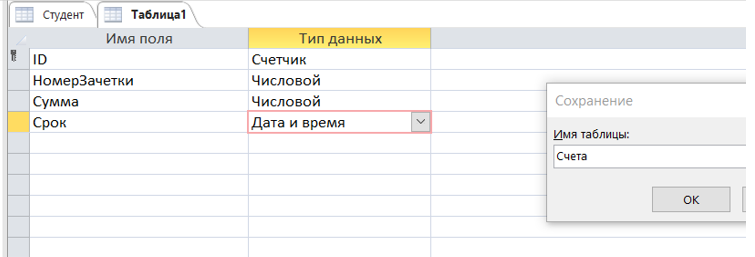 Студент Таблица1
Имя поля Тип данных
ID Счетчик
НомерЗачетки Числовой
Сумма Числовой
Срок Дата и время
Сохранение
Имя таблицы:
Счета
ОК